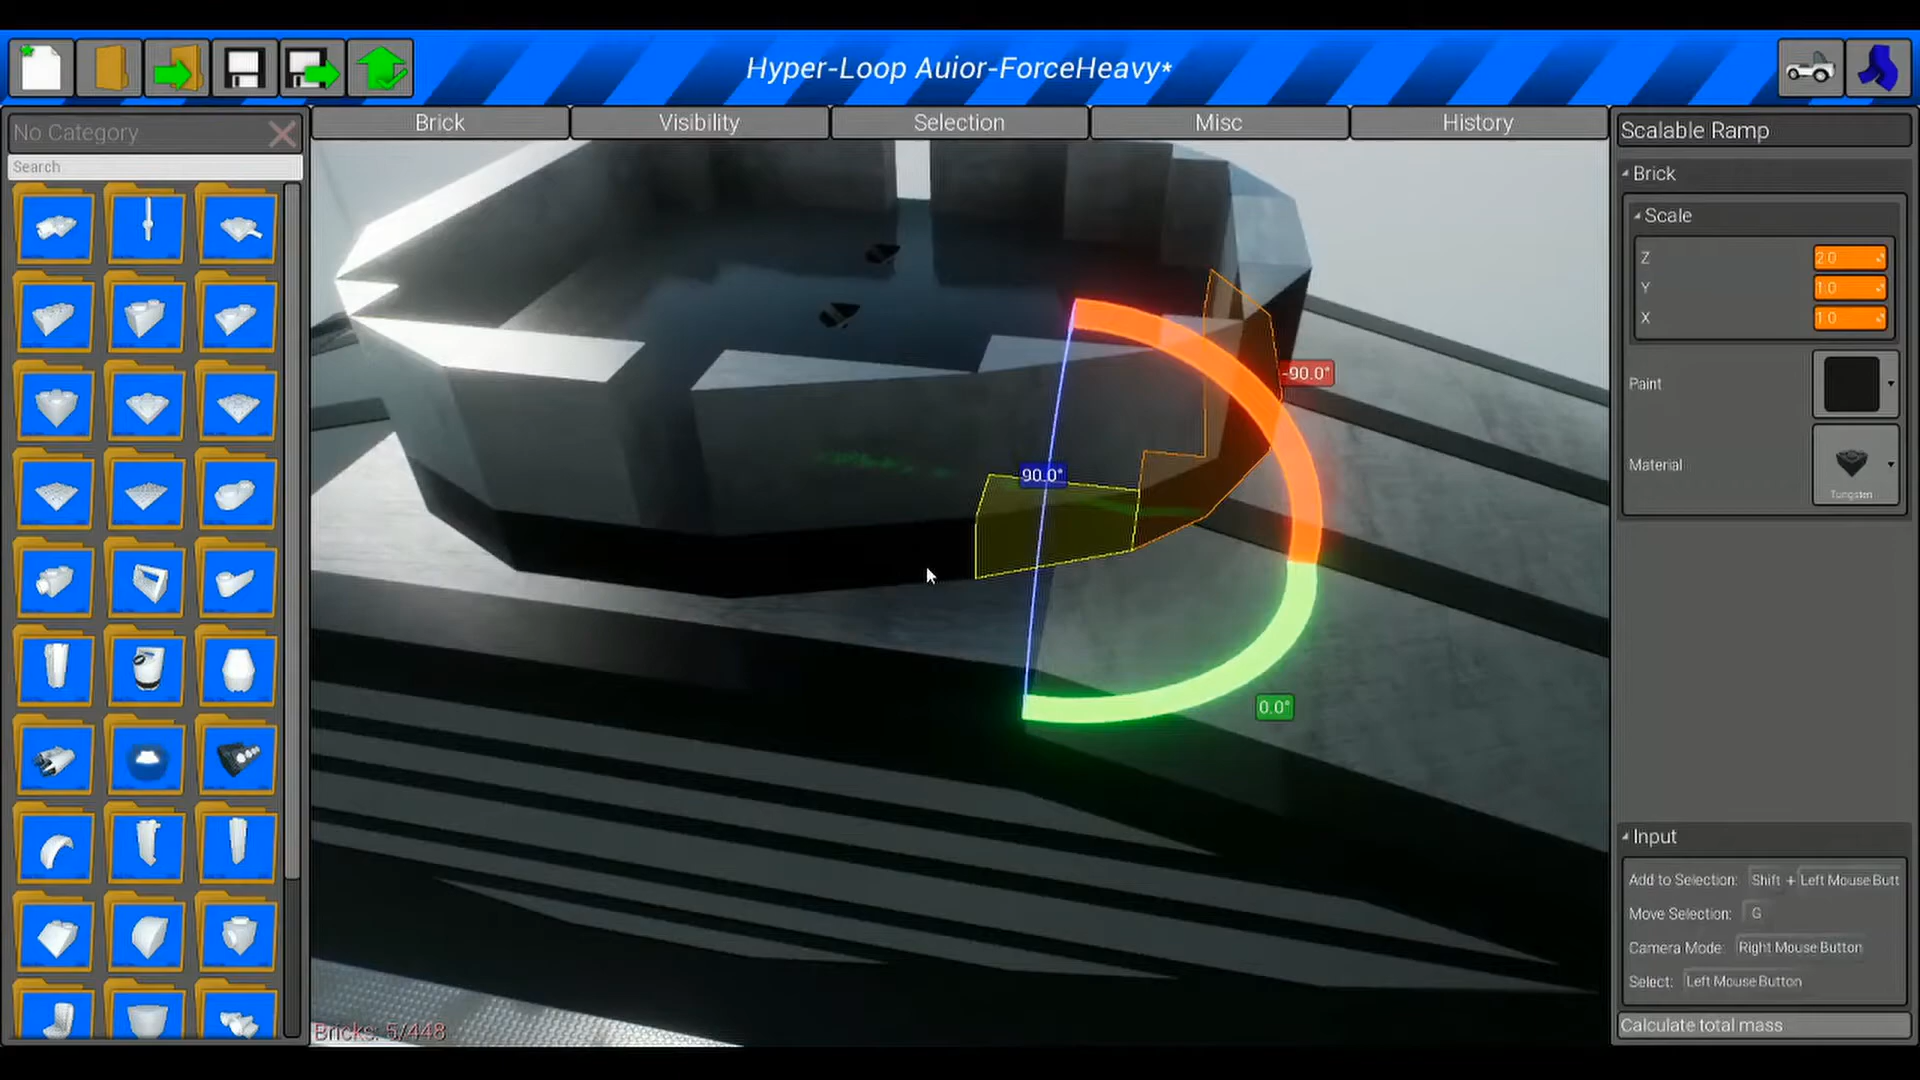 Hyper-Loop Auior-ForceHeavy*
No Category
Search
Brick
Visibility
Selection
Misc
History
Scalable Ramp
Brick
Scale
Z
2.0
Y
1.0
X
1.0
Paint
Material
Tungsten
-90.0°
90.0°
0.0°
Input
Add to Selection: Shift + Left Mouse Butt
Move Selection: G
Camera Mode: Right Mouse Button
Select: Left Mouse Button
Calculate total mass
Bricks: 5/448